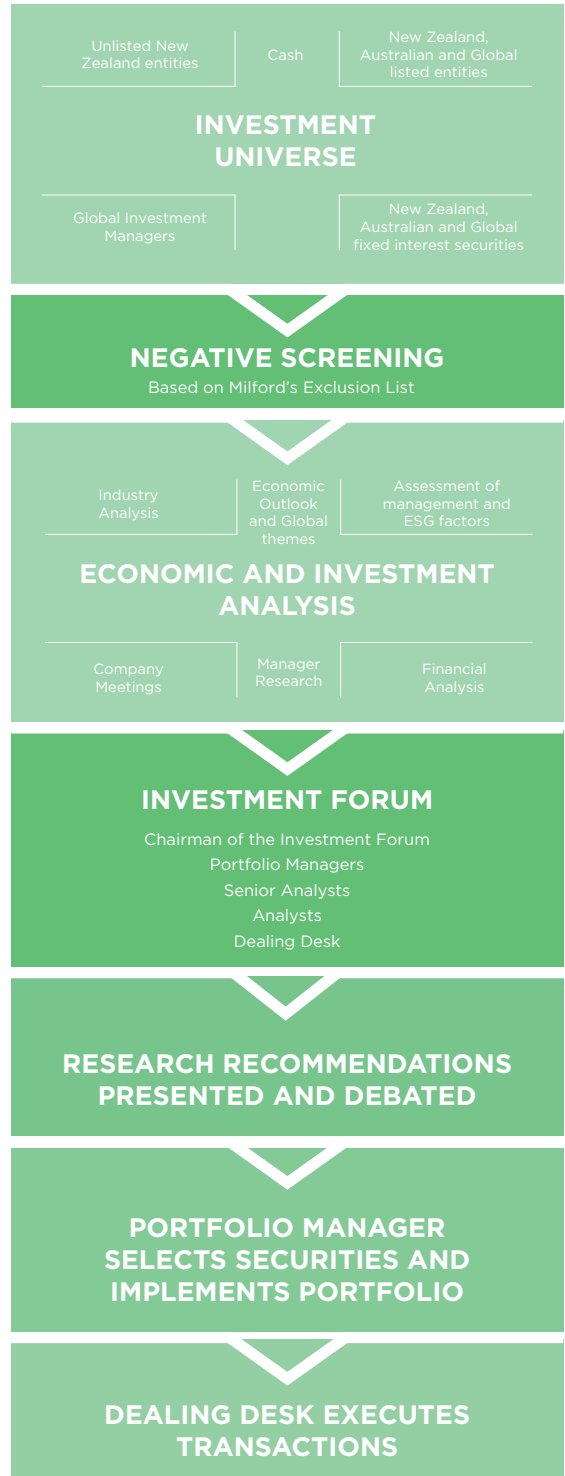 Unlisted New
Zealand entities
Cash
New Zealand,
Australian and Global
listed entities
INVESTMENT
UNIVERSE
Global Investment
Managers
New Zealand,
Australian and Global
fixed interest securities
NEGATIVE SCREENING
Based on Milford's Exclusion List
Industry
Analysis
Economic
Outlook
and Global
themes
Assessment of
management and
ESG factors
ECONOMIC AND INVESTMENT
ANALYSIS
Company
Meetings
Manager
Research
Financial
Analysis
INVESTMENT FORUM
Chairman of the Investment Forum
Portfolio Managers
Senior Analysts
Analysts
Dealing Desk
RESEARCH RECOMMENDATIONS
PRESENTED AND DEBATED
PORTFOLIO MANAGER
SELECTS SECURITIES AND
IMPLEMENTS PORTFOLIO
DEALING DESK EXECUTES
TRANSACTIONS